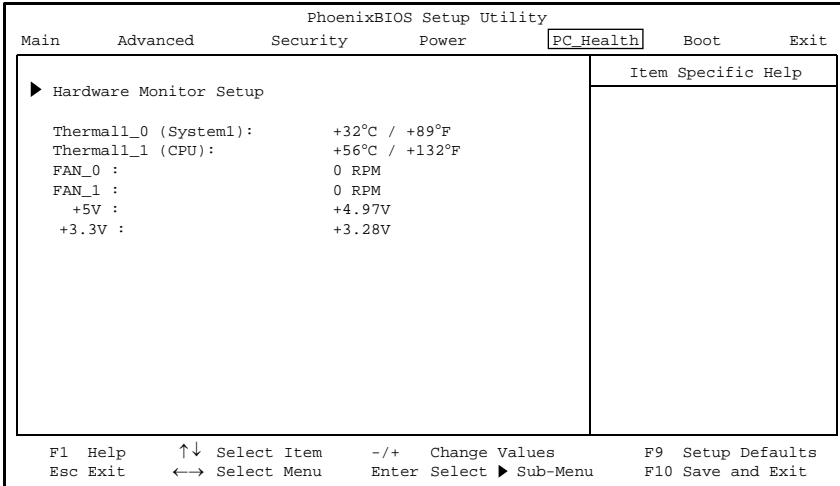 PhoenixBIOS Setup Utility
Main Advanced Security Power PC_Health Boot Exit
Item Specific Help
▶ Hardware Monitor Setup
Thermal1_0 (System1): +32°C / +89°F
Thermal1_1 (CPU): +56°C / +132°F
FAN_0 : 0 RPM
FAN_1 : 0 RPM
+5V : +4.97V
+3.3V : +3.28V
F1 Help ↑↓ Select Item -/+ Change Values F9 Setup Defaults
Esc Exit ←→ Select Menu Enter Select ▶ Sub-Menu F10 Save and Exit